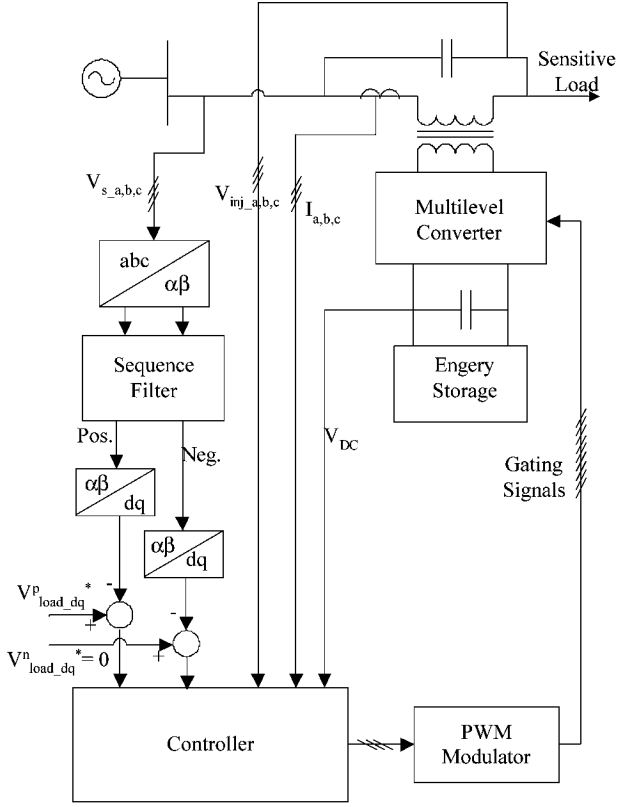 Sensitive
Load
V_s_a,b,c
V_inj_a,b,c
I_a,b,c
Multilevel
Converter
abc
αβ
Sequence
Filter
Engery
Storage
Pos.
Neg.
V_DC
Gating
Signals
αβ
dq
αβ
dq
V^p_load_dq^*
-
+
-
V^n_load_dq^*= 0
+
Controller
PWM
Modulator